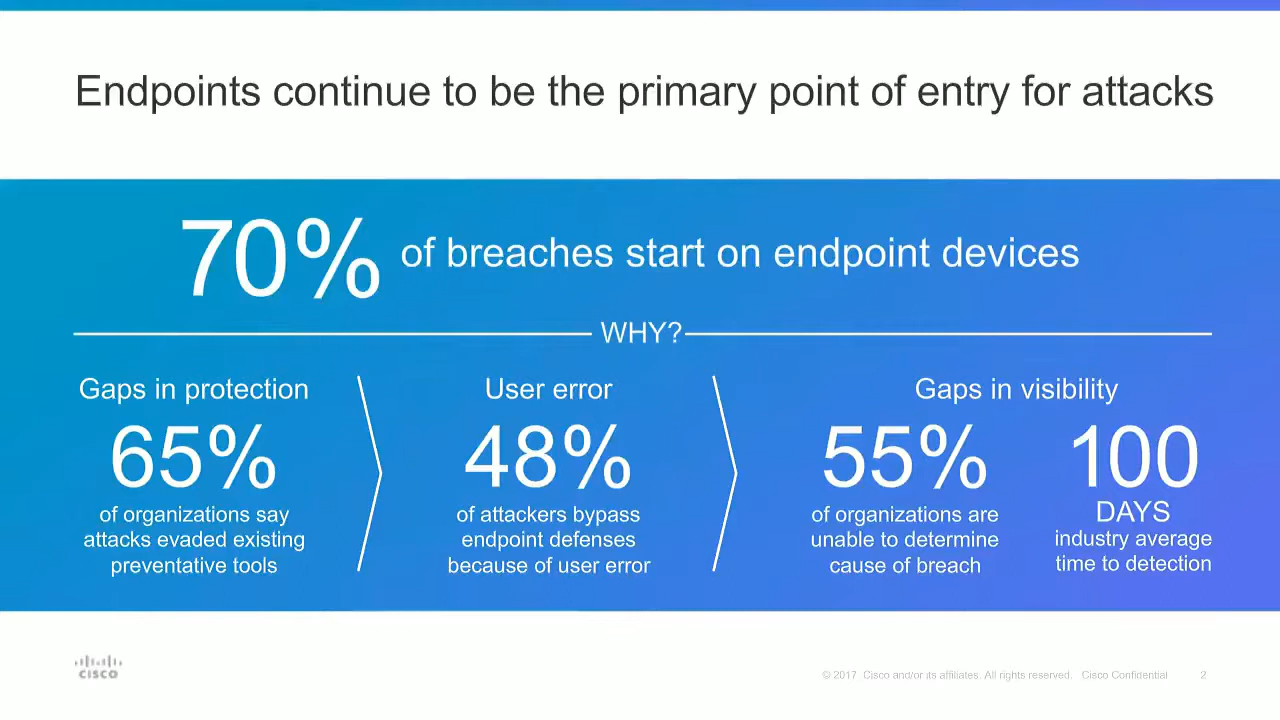 Endpoints continue to be the primary point of entry for attacks
70% of breaches start on endpoint devices
WHY?
Gaps in protection
65%
of organizations say
attacks evaded existing
preventative tools
User error
48%
of attackers bypass
endpoint defenses
because of user error
Gaps in visibility
55%
of organizations are
unable to determine
cause of breach
100
DAYS
industry average
time to detection
CISCO
© 2017 Cisco and/or its affiliates. All rights reserved. Cisco Confidential 2